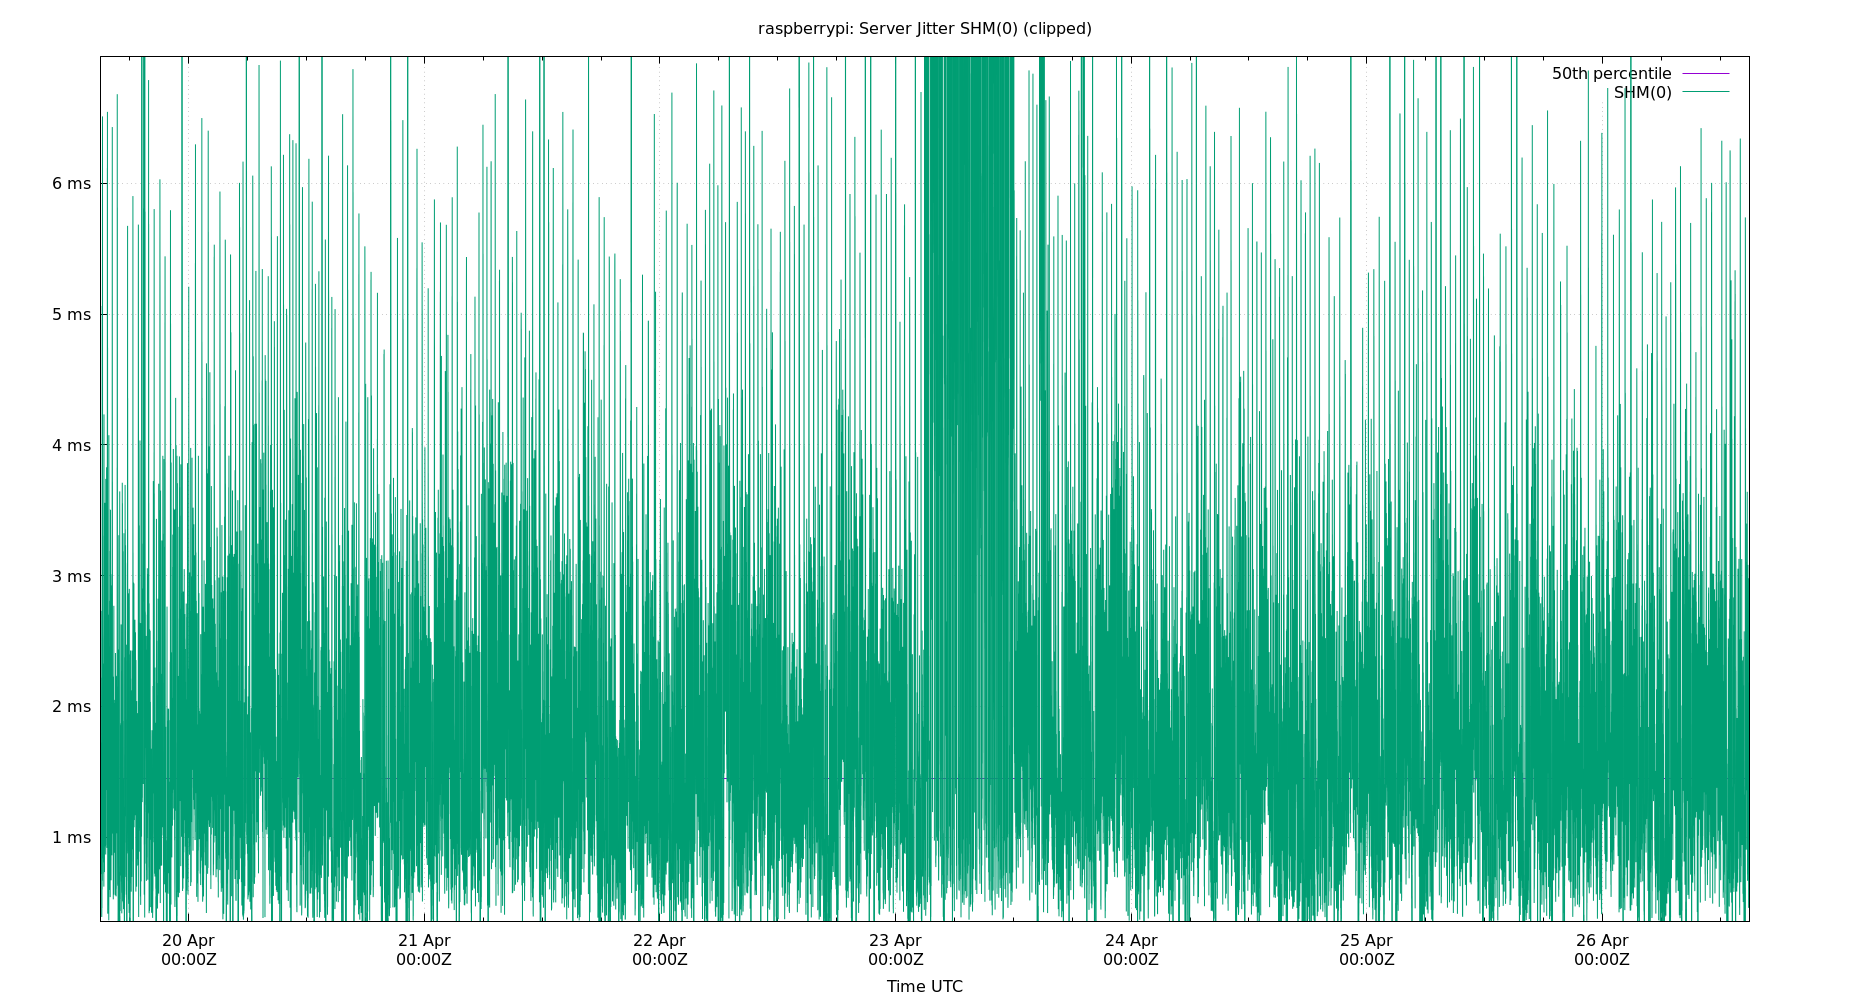 raspberrypi: Server Jitter SHM(0) (clipped)
50th percentile
SHM(0)
6 ms
5 ms
4 ms
3 ms
2 ms
1 ms
20 Apr 21 Apr 22 Apr 23 Apr 24 Apr 25 Apr 26 Apr
00:00Z 00:00Z 00:00Z 00:00Z 00:00Z 00:00Z 00:00Z
Time UTC